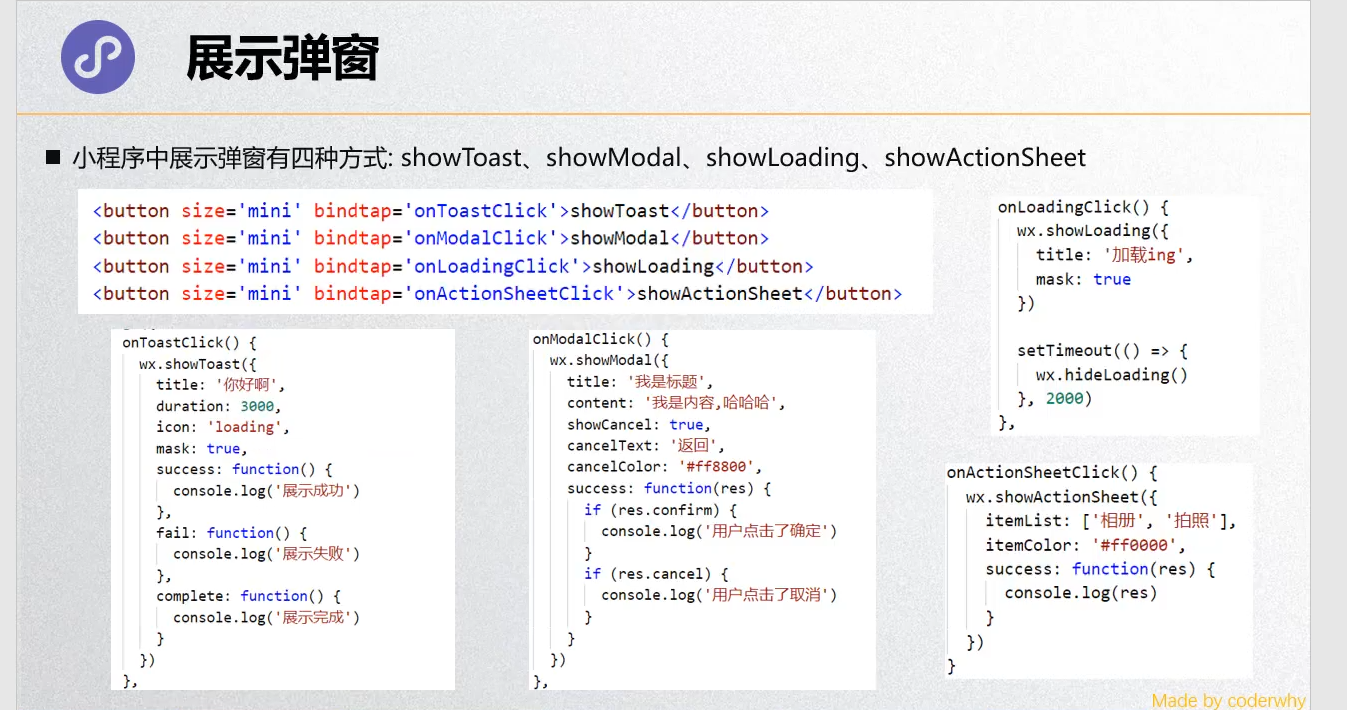 展示弹窗
■ 小程序中展示弹窗有四种方式: showToast、showModal、showLoading、showActionSheet
<button size='mini' bindtap='onToastClick'>showToast</button>
<button size='mini' bindtap='onModalClick'>showModal</button>
<button size='mini' bindtap='onLoadingClick'>showLoading</button>
<button size='mini' bindtap='onActionSheetClick'>showActionSheet</button>
onToastClick() {
wx.showToast({
title: '你好啊',
duration: 3000,
icon: 'loading',
mask: true,
success: function() {
console.log('展示成功')
},
fail: function() {
console.log('展示失败')
},
complete: function() {
console.log('展示完成')
}
})
},
onModalClick() {
wx.showModal({
title: '我是标题',
content: '我是内容,哈哈哈',
showCancel: true,
cancelText: '返回',
cancelColor: '#ff8800',
success: function(res) {
if (res.confirm) {
console.log('用户点击了确定')
}
if (res.cancel) {
console.log('用户点击了取消')
}
}
})
},
onLoadingClick() {
wx.showLoading({
title: '加载ing',
mask: true
})
setTimeout(() => {
wx.hideLoading()
}, 2000)
},
onActionSheetClick() {
wx.showActionSheet({
itemList: ['相册', '拍照'],
itemColor: '#ff0000',
success: function(res) {
console.log(res)
}
})
}
Made by coderwhy